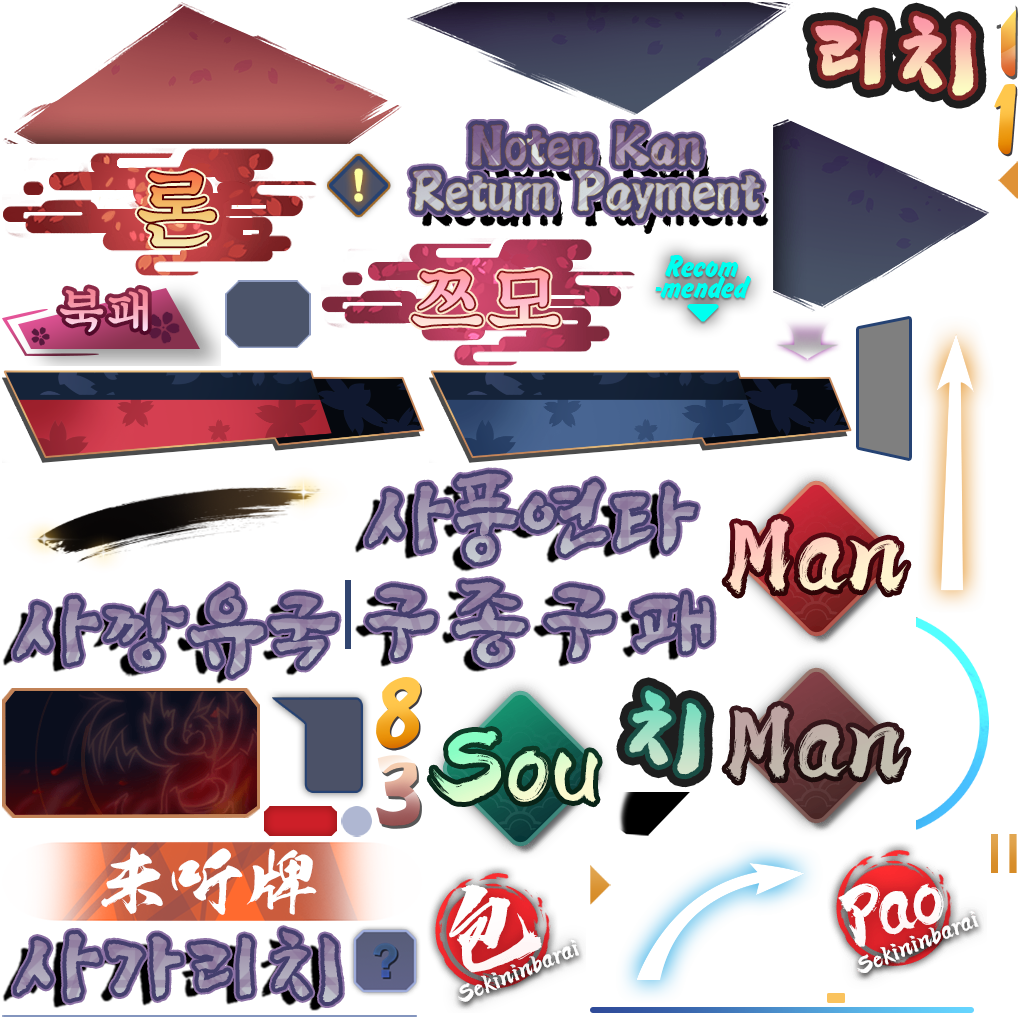 리치
1
1
Noten Kan
Return Payment
론
!
쯔모
Recom
-mended
북패
사풍연타
Man
사깡유국
구종구패
8
3
Sou
치
Man
未听牌
包
Sekininbarai
Pao
Sekininbarai
사가리치
?